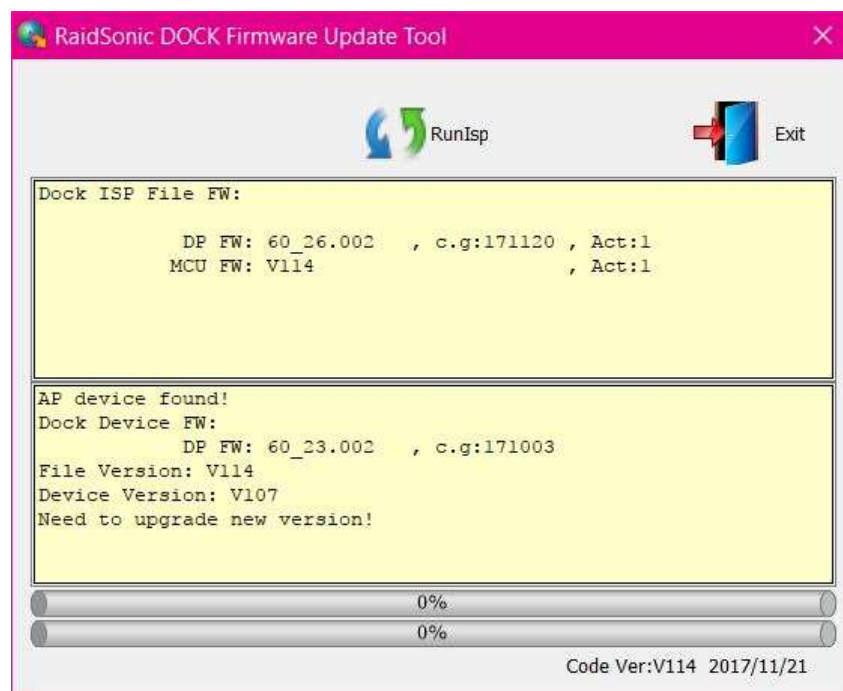 RaidSonic DOCK Firmware Update Tool
RunIsp
Exit
Dock ISP File FW:
DP FW: 60_26.002 , c.g:171120 , Act:1
MCU FW: V114 , Act:1
AP device found!
Dock Device FW:
DP FW: 60_23.002 , c.g:171003
File Version: V114
Device Version: V107
Need to upgrade new version!
0%
0%
Code Ver:V114 2017/11/21